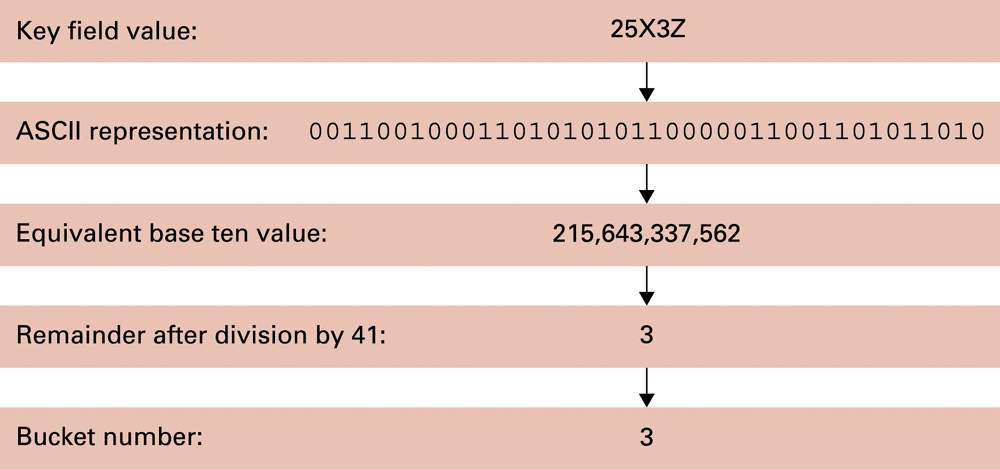 Key field value: 25X3Z
ASCII representation: 0011001000110101010110000011001101011010
Equivalent base ten value: 215,643,337,562
Remainder after division by 41: 3
Bucket number: 3